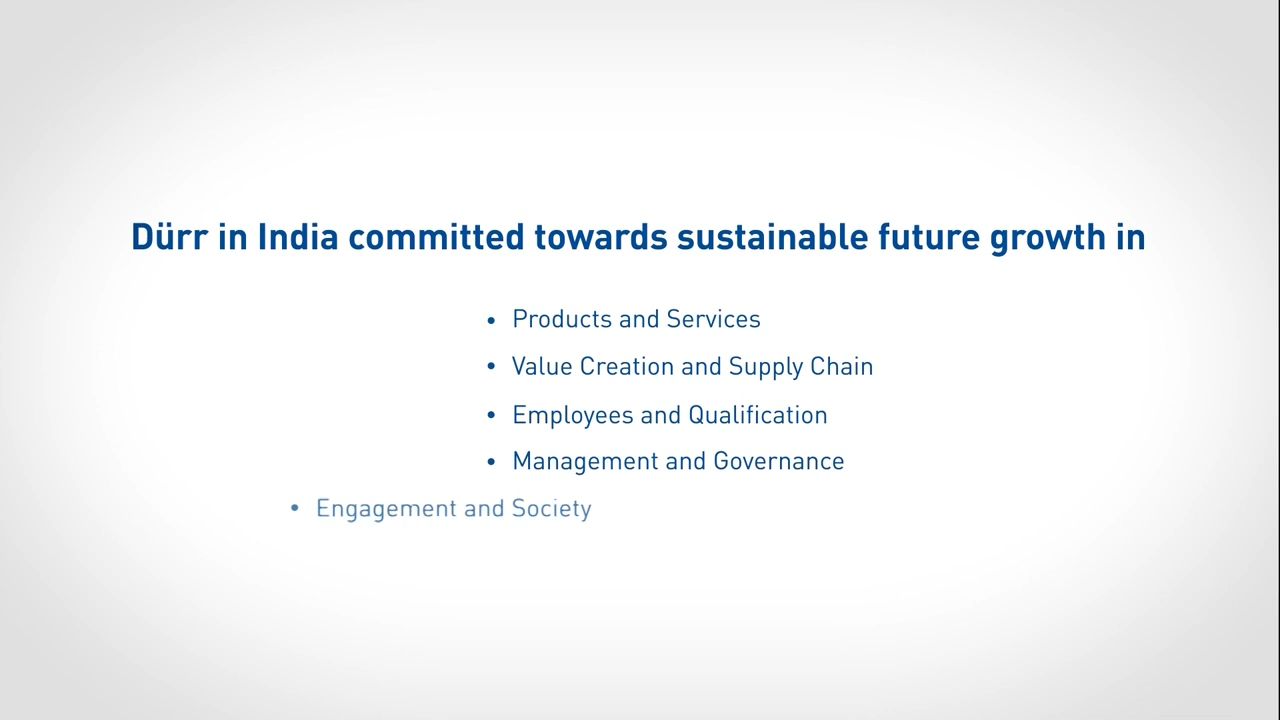 Dürr in India committed towards sustainable future growth in
• Products and Services
• Value Creation and Supply Chain
• Employees and Qualification
• Management and Governance
• Engagement and Society